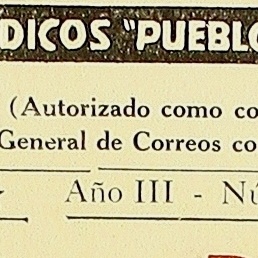 DICOS "PUEBLO
(Autorizado como co
General de Correos co
Año III - Nú